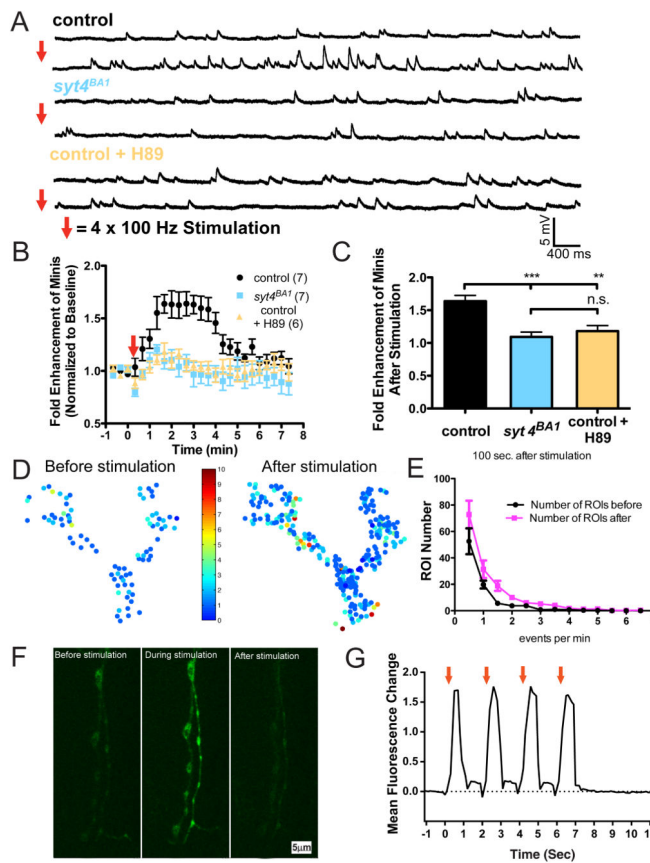 A
control
syt4BA1
control + H89
= 4 x 100 Hz Stimulation
5 mV
400 ms
B
Fold Enhancement of Minis
(Normalized to Baseline)
2.0
1.5
1.0
0.5
-1 0 1 2 3 4 5 6 7 8
Time (min)
control (7)
syt4BA1 (7)
control
+ H89 (6)
C
Fold Enhancement of Minis
After Stimulation
2.0
1.5
1.0
0.5
0.0
***
**
n.s.
control
syt 4BA1
control +
H89
100 sec. after stimulation
D
Before stimulation
After stimulation
10
9
8
7
6
5
4
3
2
1
0
E
ROI Number
100
80
60
40
20
0
Number of ROIs before
Number of ROIs after
0 1 2 3 4 5 6
events per min
F
Before stimulation
During stimulation
After stimulation
5µm
G
Mean Fluorescence Change
2.0
1.5
1.0
0.5
0.0
-1 0 1 2 3 4 5 6 7 8 9 10 11
Time (Sec)